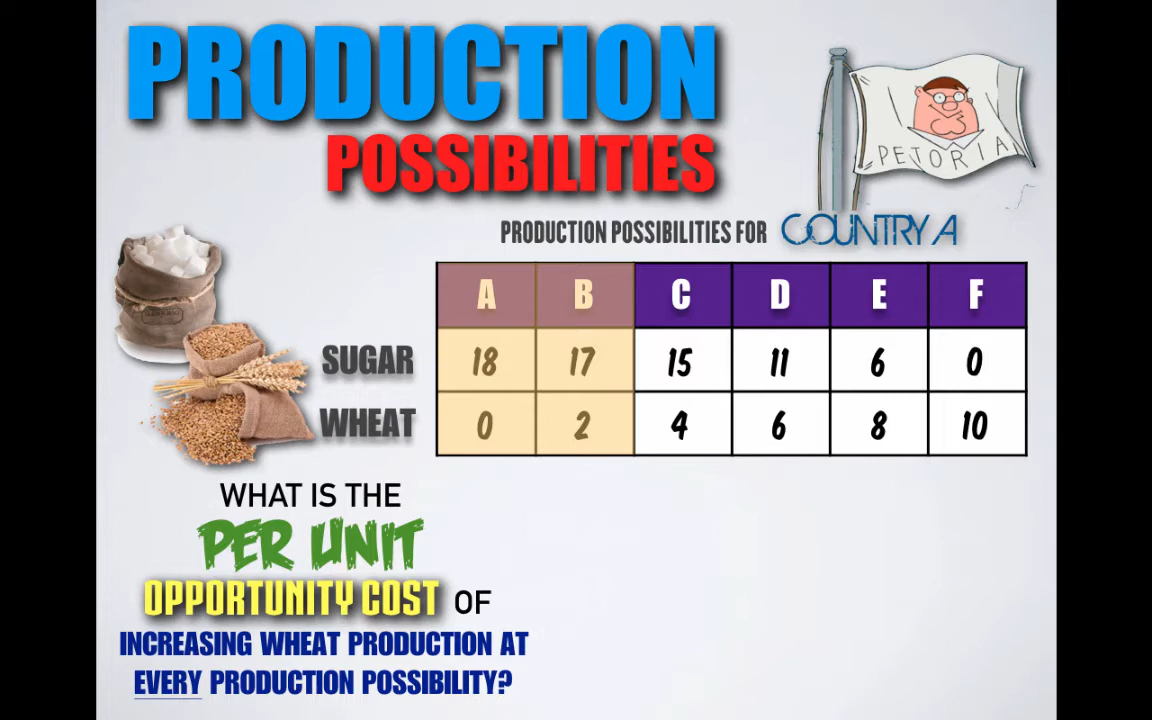 PRODUCTION
POSSIBILITIES
PETORIA
PRODUCTION POSSIBILITIES FOR COUNTRY A
A B C D E F
SUGAR 18 17 15 11 6 0
WHEAT 0 2 4 6 8 10
WHAT IS THE
PER UNIT
OPPORTUNITY COST OF
INCREASING WHEAT PRODUCTION AT
EVERY PRODUCTION POSSIBILITY?